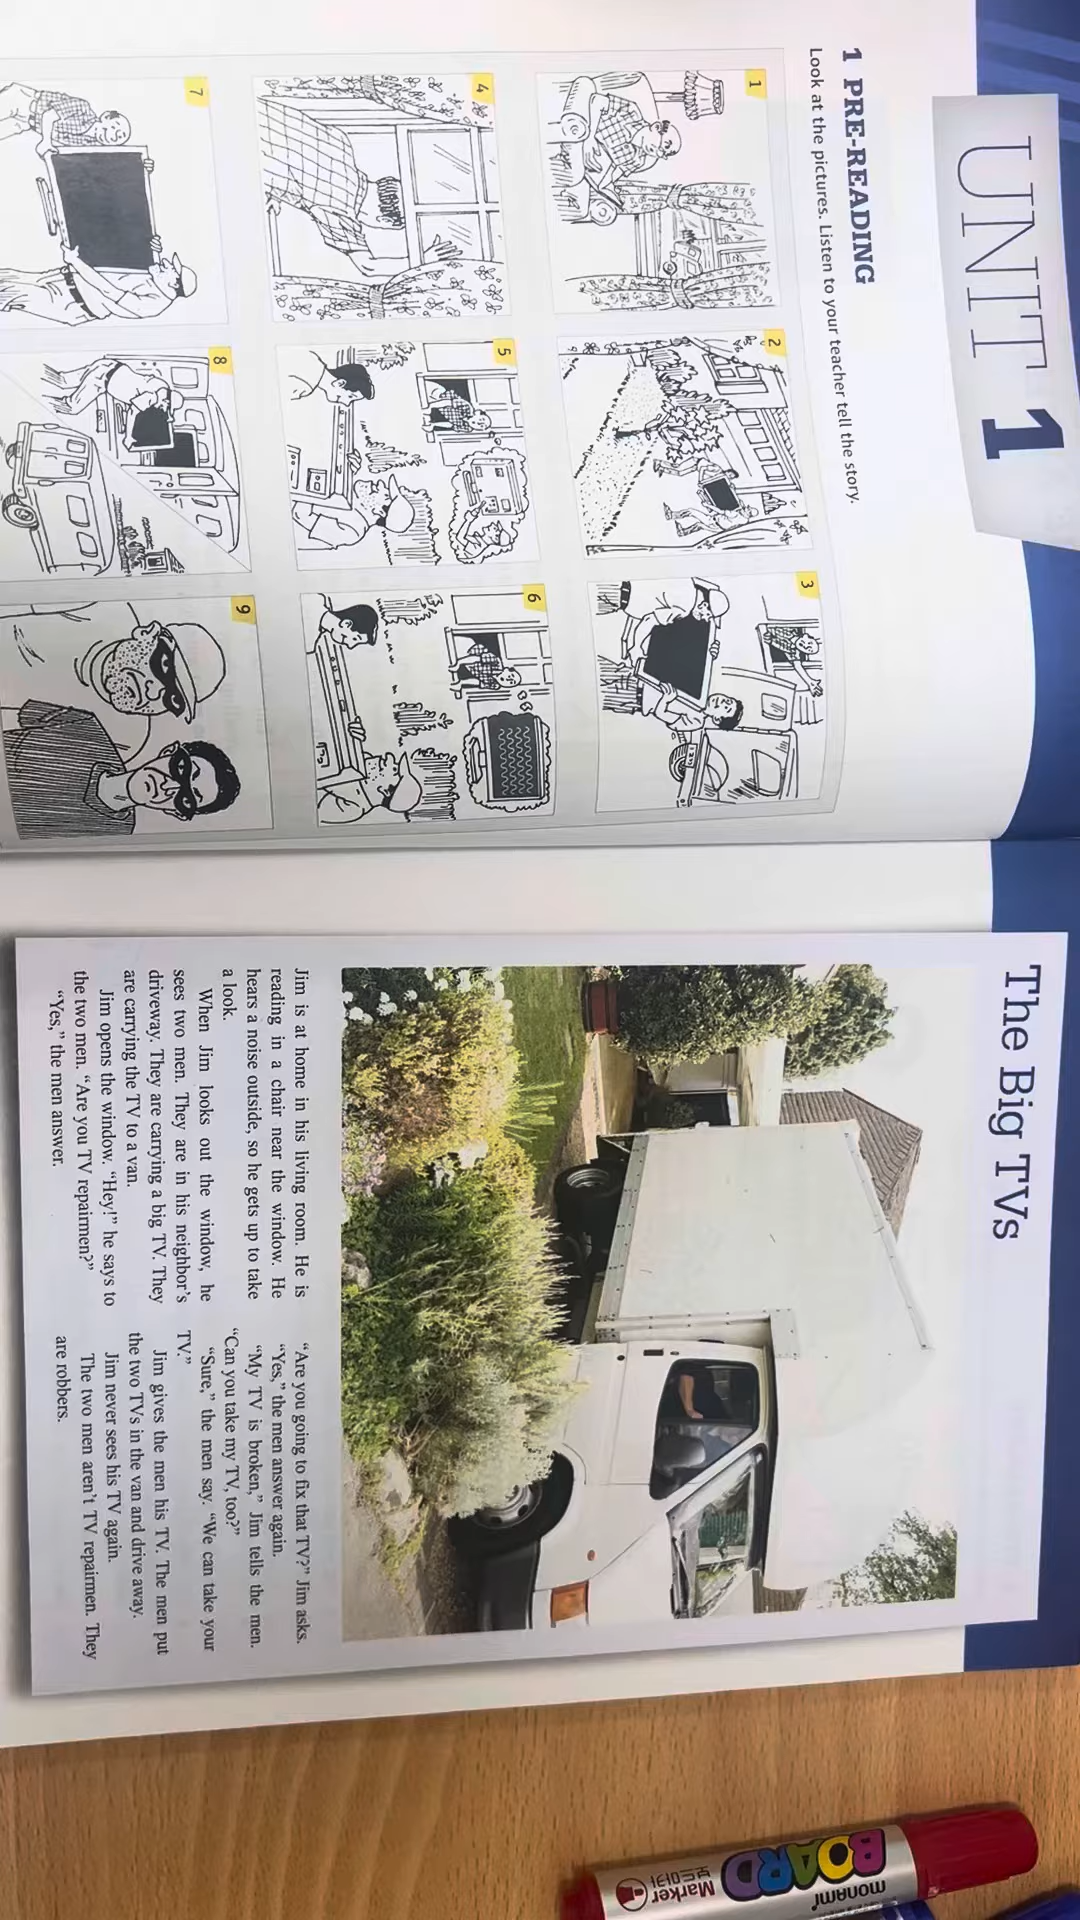 UNIT 1
1 PRE-READING
Look at the pictures. Listen to your teacher tell the story.
1
2
3
4
5
6
7
8
9
The Big TVs
Jim is at home in his living room. He is
reading in a chair near the window. He
hears a noise outside, so he gets up to take
a look.
When Jim looks out the window, he
sees two men. They are in his neighbor's
driveway. They are carrying a big TV. They
are carrying the TV to a van.
Jim opens the window. "Hey!" he says to
the two men. "Are you TV repairmen?"
"Yes," the men answer.
"Are you going to fix that TV?" Jim asks.
"Yes," the men answer again.
"My TV is broken," Jim tells the men.
"Can you take my TV, too?"
"Sure," the men say. "We can take your
TV."
Jim gives the men his TV. The men put
the two TVs in the van and drive away.
Jim never sees his TV again.
The two men aren't TV repairmen. They
are robbers.
monami
BOARD
Marker
보드마카